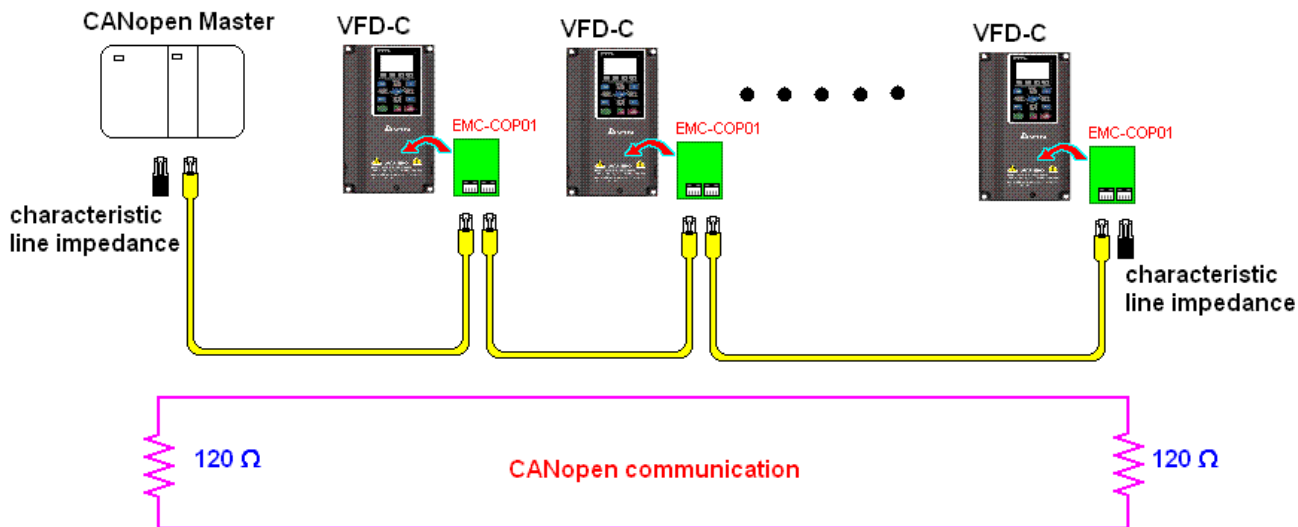 CANopen Master
VFD-C
VFD-C
VFD-C
EMC-COP01
EMC-COP01
EMC-COP01
characteristic
line impedance
characteristic
line impedance
120 Ω
CANopen communication
120 Ω